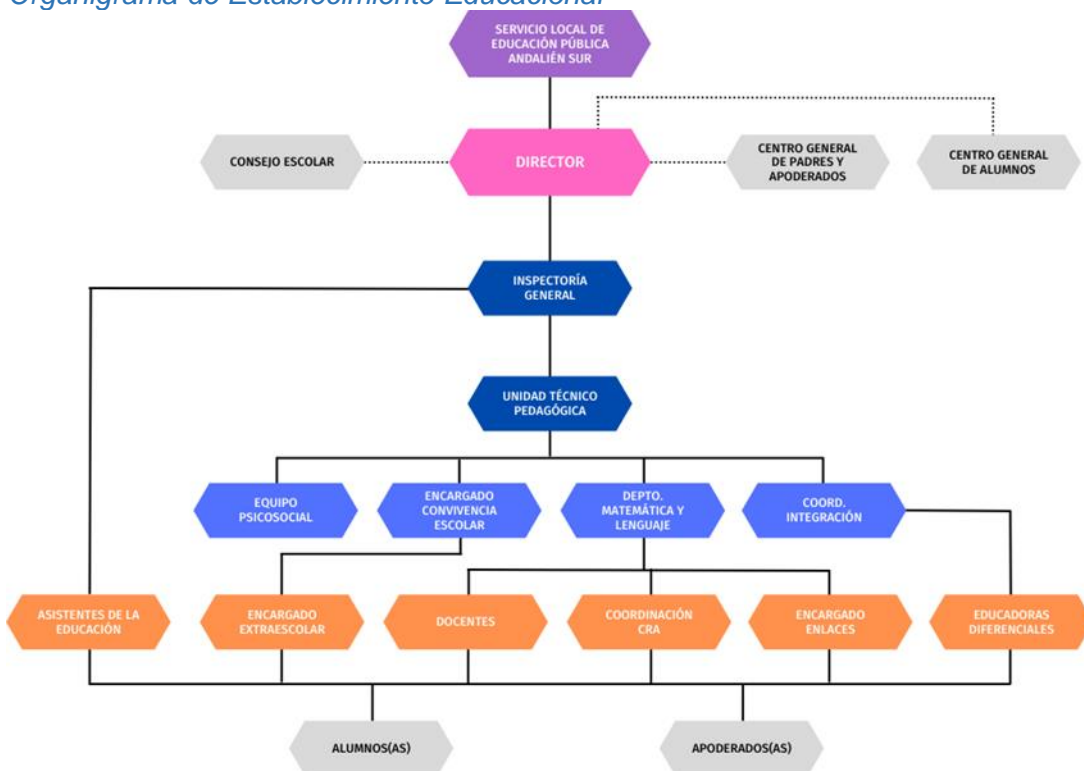 Organigrama de Establecimiento Educacional
SERVICIO LOCAL DE
EDUCACIÓN PÚBLICA
ANDALIÉN SUR
CONSEJO ESCOLAR
DIRECTOR
CENTRO GENERAL
DE PADRES Y
APODERADOS
CENTRO GENERAL
DE ALUMNOS
INSPECTORÍA
GENERAL
UNIDAD TÉCNICO
PEDAGÓGICA
EQUIPO
PSICOSOCIAL
ENCARGADO
CONVIVENCIA
ESCOLAR
DEPTO.
MATEMÁTICA Y
LENGUAJE
COORD.
INTEGRACIÓN
ASISTENTES DE LA
EDUCACIÓN
ENCARGADO
EXTRAESCOLAR
DOCENTES
COORDINACIÓN
CRA
ENCARGADO
ENLACES
EDUCADORAS
DIFERENCIALES
ALUMNOS(AS)
APODERADOS(AS)